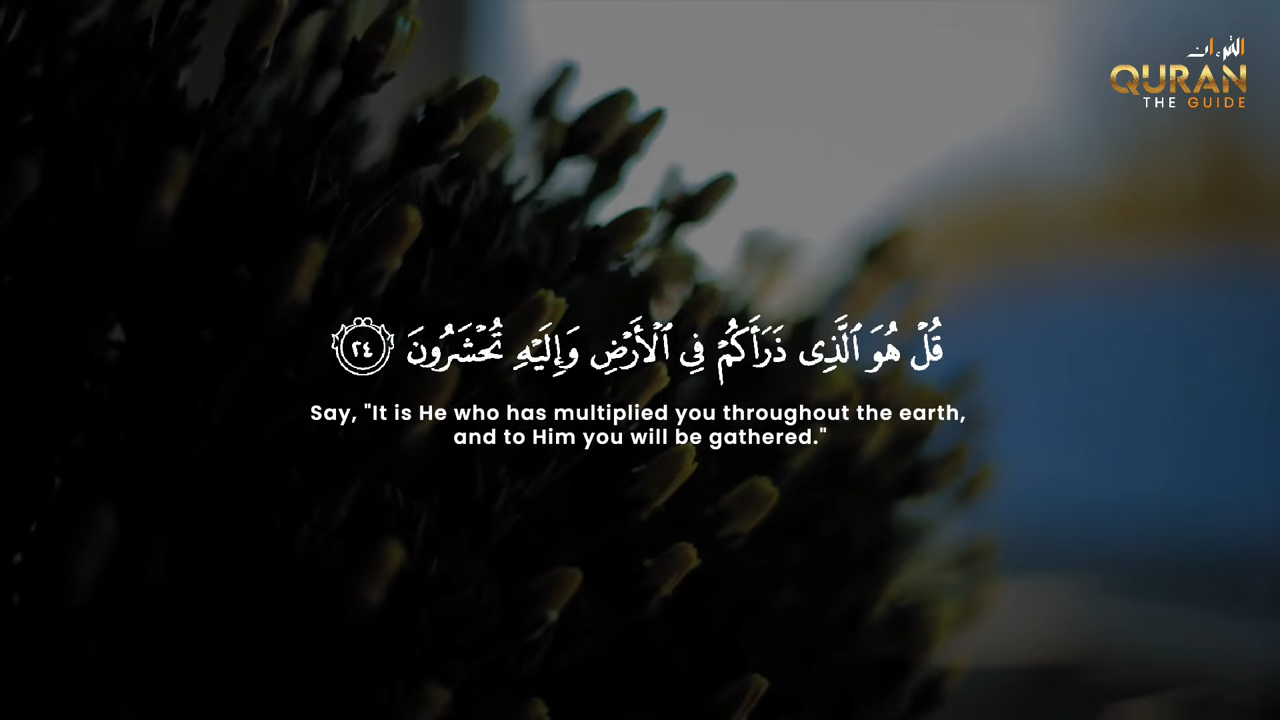 القرءان
QURAN
THE GUIDE
قُلْ هُوَ ٱلَّذِى ذَرَأَكُمْ فِى ٱلْأَرْضِ وَإِلَيْهِ تُحْشَرُونَ ٢٤
Say, "It is He who has multiplied you throughout the earth,
and to Him you will be gathered."